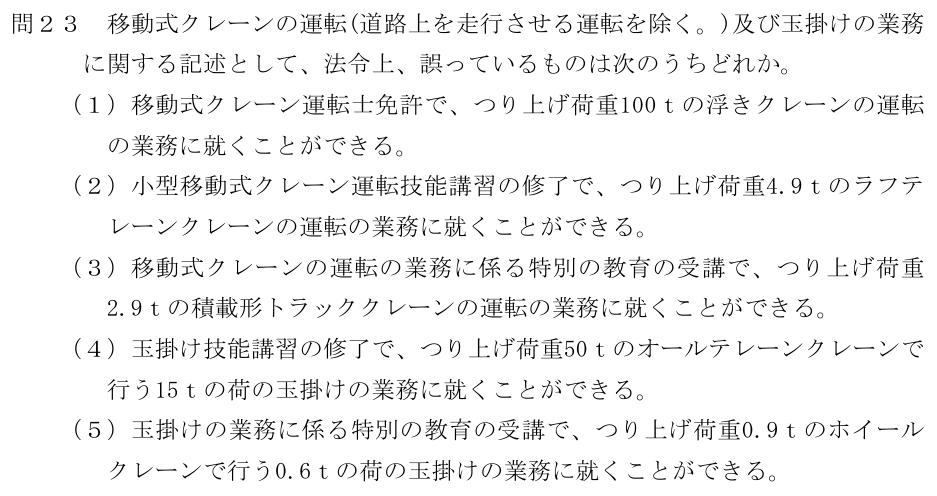 問２３　移動式クレーンの運転(道路上を走行させる運転を除く。)及び玉掛けの業務
に関する記述として、法令上、誤っているものは次のうちどれか。
（１）移動式クレーン運転士免許で、つり上げ荷重100ｔの浮きクレーンの運転
の業務に就くことができる。
（２）小型移動式クレーン運転技能講習の修了で、つり上げ荷重4.9ｔのラフテ
レーンクレーンの運転の業務に就くことができる。
（３）移動式クレーンの運転の業務に係る特別の教育の受講で、つり上げ荷重
2.9ｔの積載形トラッククレーンの運転の業務に就くことができる。
（４）玉掛け技能講習の修了で、つり上げ荷重50ｔのオールテレーンクレーンで
行う15ｔの荷の玉掛けの業務に就くことができる。
（５）玉掛けの業務に係る特別の教育の受講で、つり上げ荷重0.9ｔのホイール
クレーンで行う0.6ｔの荷の玉掛けの業務に就くことができる。